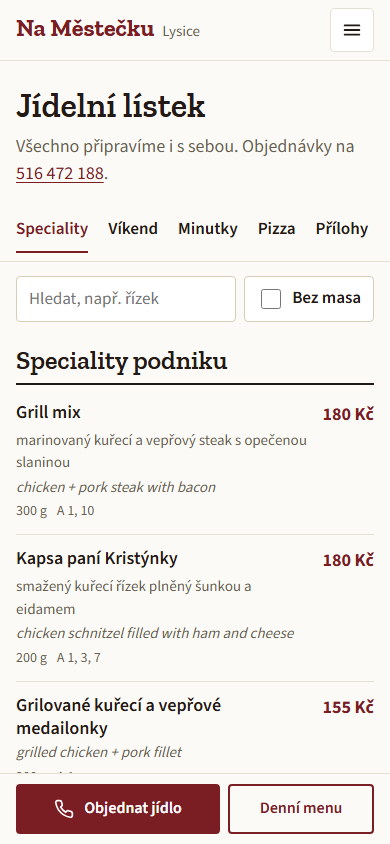 Na Městečku Lysice
Jídelní lístek
Všechno připravíme i s sebou. Objednávky na
516 472 188.
Speciality Víkend Minutky Pizza Přílohy
Hledat, např. řízek
Bez masa
Speciality podniku
Grill mix
180 Kč
marinovaný kuřecí a vepřový steak s opečenou
slaninou
chicken + pork steak with bacon
300 g A 1, 10
Kapsa paní Kristýnky
180 Kč
smažený kuřecí řízek plněný šunkou a
eidamem
chicken schnitzel filled with ham and cheese
200 g A 1, 3, 7
Grilované kuřecí a vepřové
medailonky
155 Kč
grilled chicken + pork fillet
Objednat jídlo
Denní menu